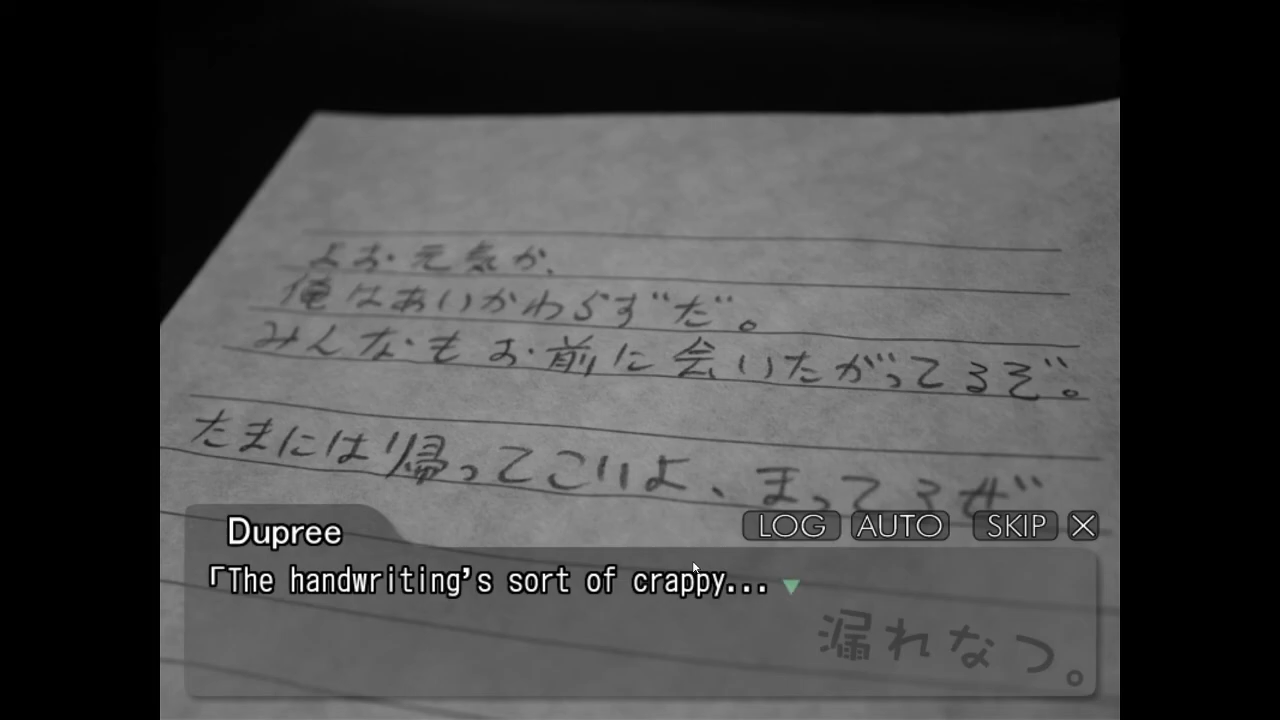 よお元気か、
俺はあいかわらずだ。
みんなもお前に会いたがってるぞ。
たまには帰ってこいよ、まってるぜ
Dupree
LOG AUTO SKIP
「The handwriting's sort of crappy...
漏れなつ。